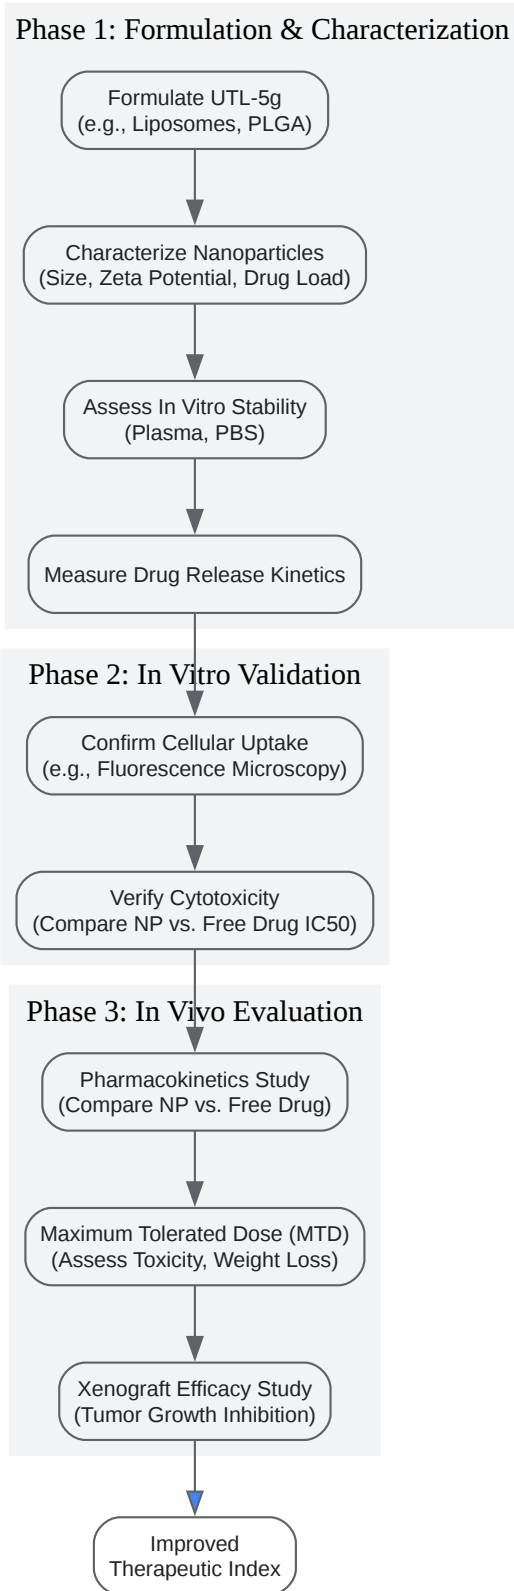 Phase 1: Formulation & Characterization
Formulate UTL-5g
(e.g., Liposomes, PLGA)
Characterize Nanoparticles
(Size, Zeta Potential, Drug Load)
Assess In Vitro Stability
(Plasma, PBS)
Measure Drug Release Kinetics
Phase 2: In Vitro Validation
Confirm Cellular Uptake
(e.g., Fluorescence Microscopy)
Verify Cytotoxicity
(Compare NP vs. Free Drug IC50)
Phase 3: In Vivo Evaluation
Pharmacokinetics Study
(Compare NP vs. Free Drug)
Maximum Tolerated Dose (MTD)
(Assess Toxicity, Weight Loss)
Xenograft Efficacy Study
(Tumor Growth Inhibition)
Improved
Therapeutic Index